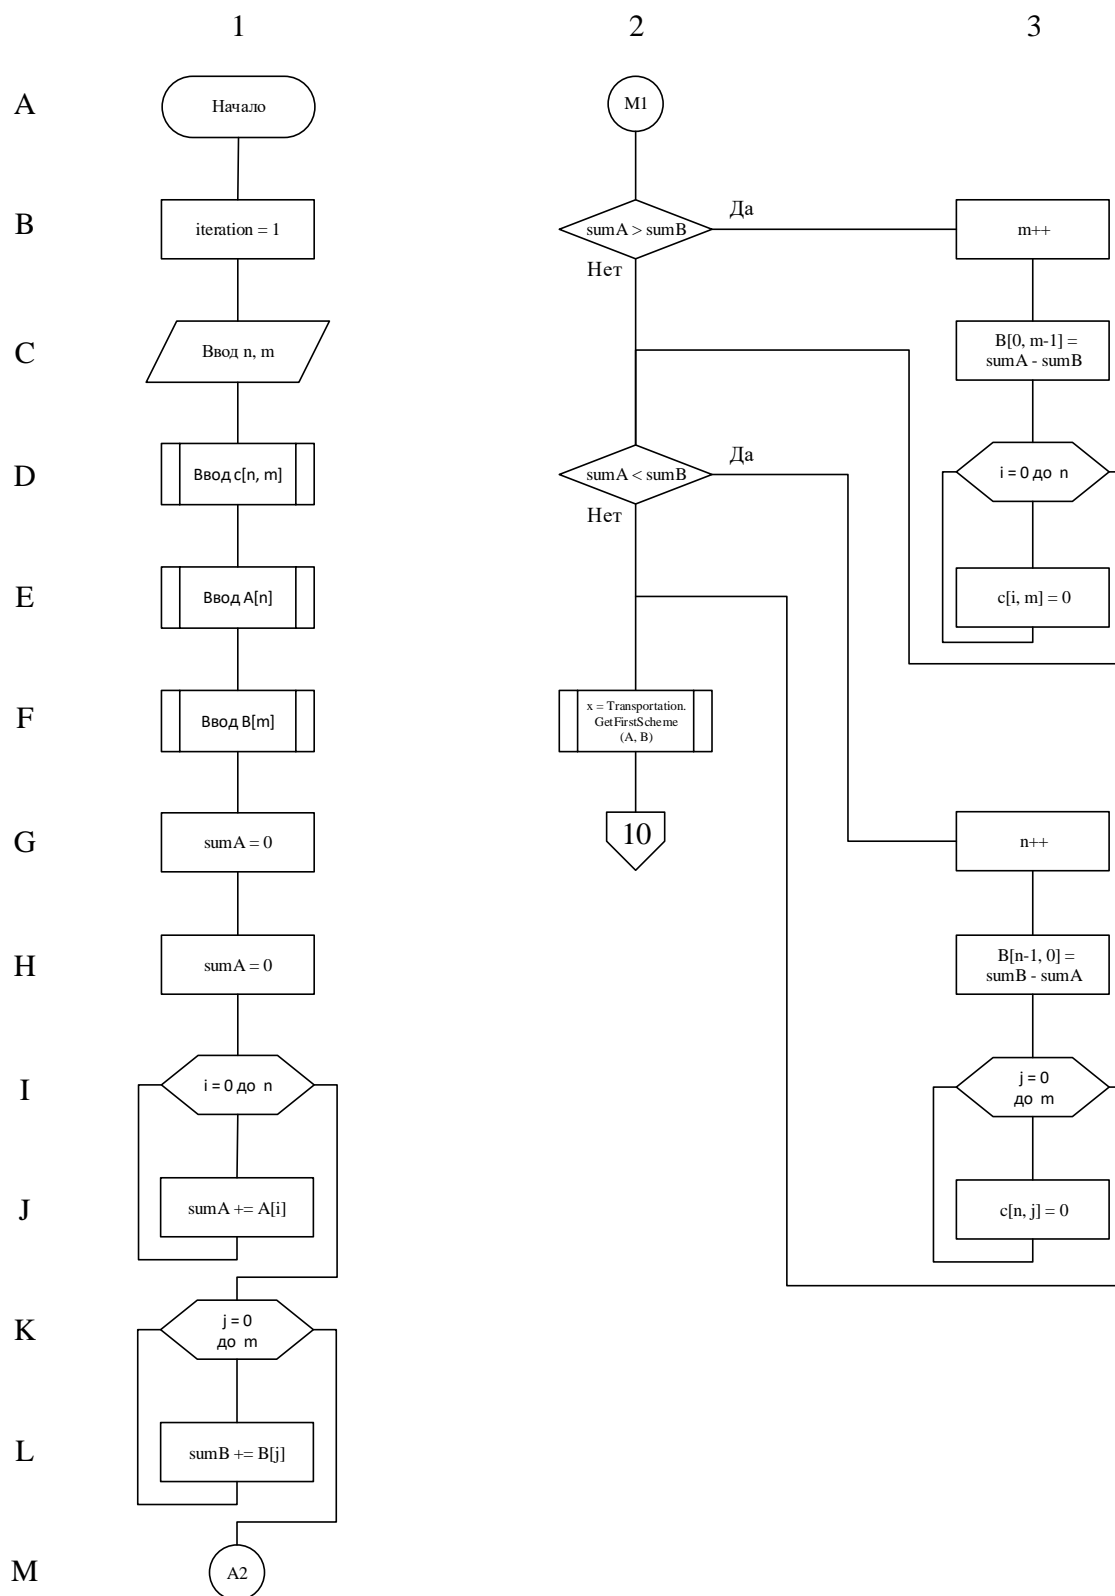 1
2
3
A
Начало
M1
B
iteration = 1
sumA > sumB
Да
Нет
m++
C
Ввод n, m
B[0, m-1] =
sumA - sumB
D
Ввод c[n, m]
sumA < sumB
Да
Нет
i = 0 до n
E
Ввод A[n]
c[i, m] = 0
F
Ввод B[m]
x = Transportation.
GetFirstScheme
(A, B)
G
sumA = 0
10
n++
H
sumA = 0
B[n-1, 0] =
sumB - sumA
I
i = 0 до n
j = 0
до m
J
sumA += A[i]
c[n, j] = 0
K
j = 0
до m
L
sumB += B[j]
M
A2